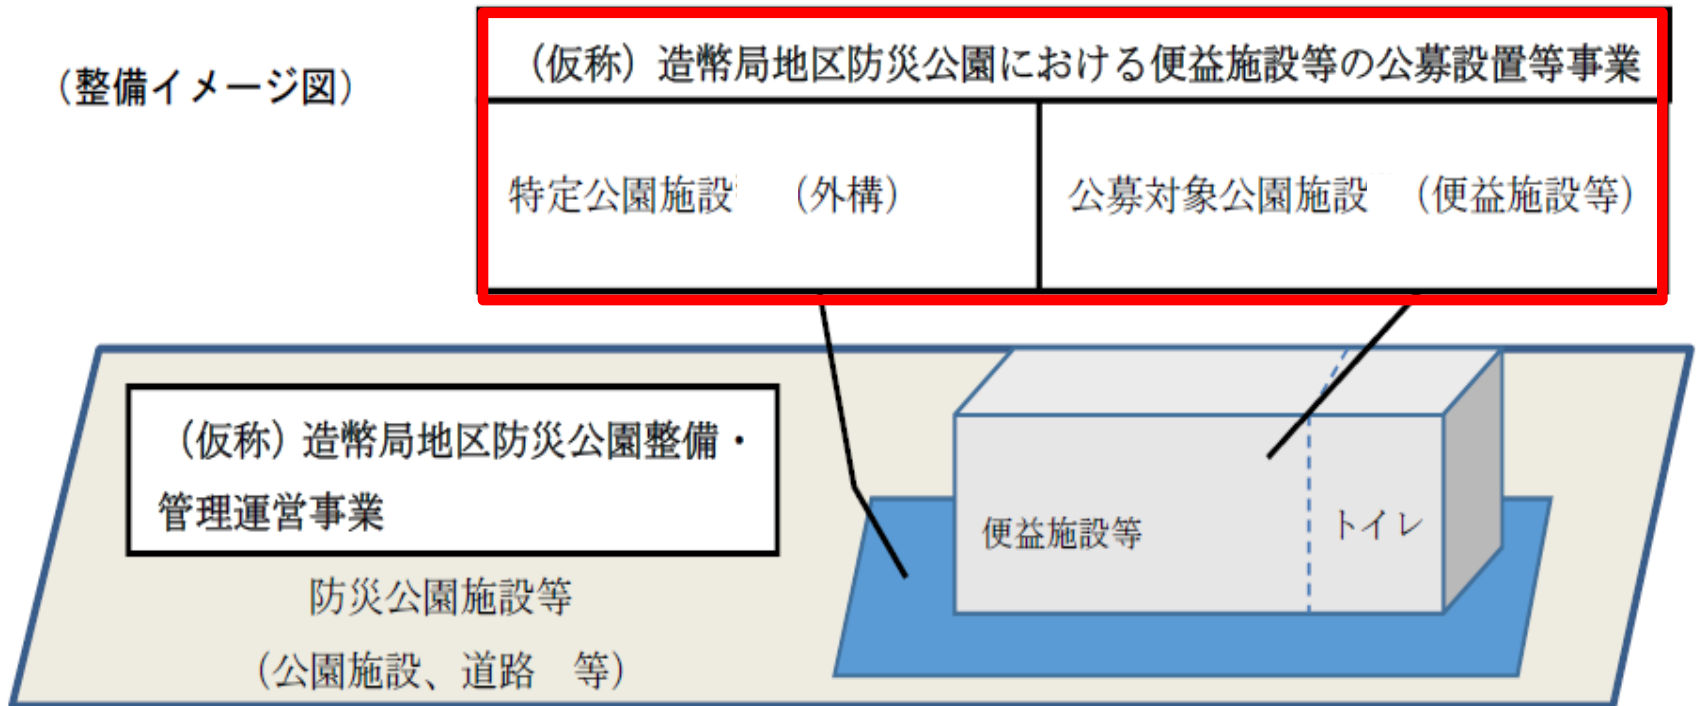 （整備イメージ図）
（仮称）造幣局地区防災公園における便益施設等の公募設置等事業
特定公園施設　（外構）
公募対象公園施設　（便益施設等）
（仮称）造幣局地区防災公園整備・
管理運営事業
防災公園施設等
（公園施設、道路　等）
便益施設等
トイレ